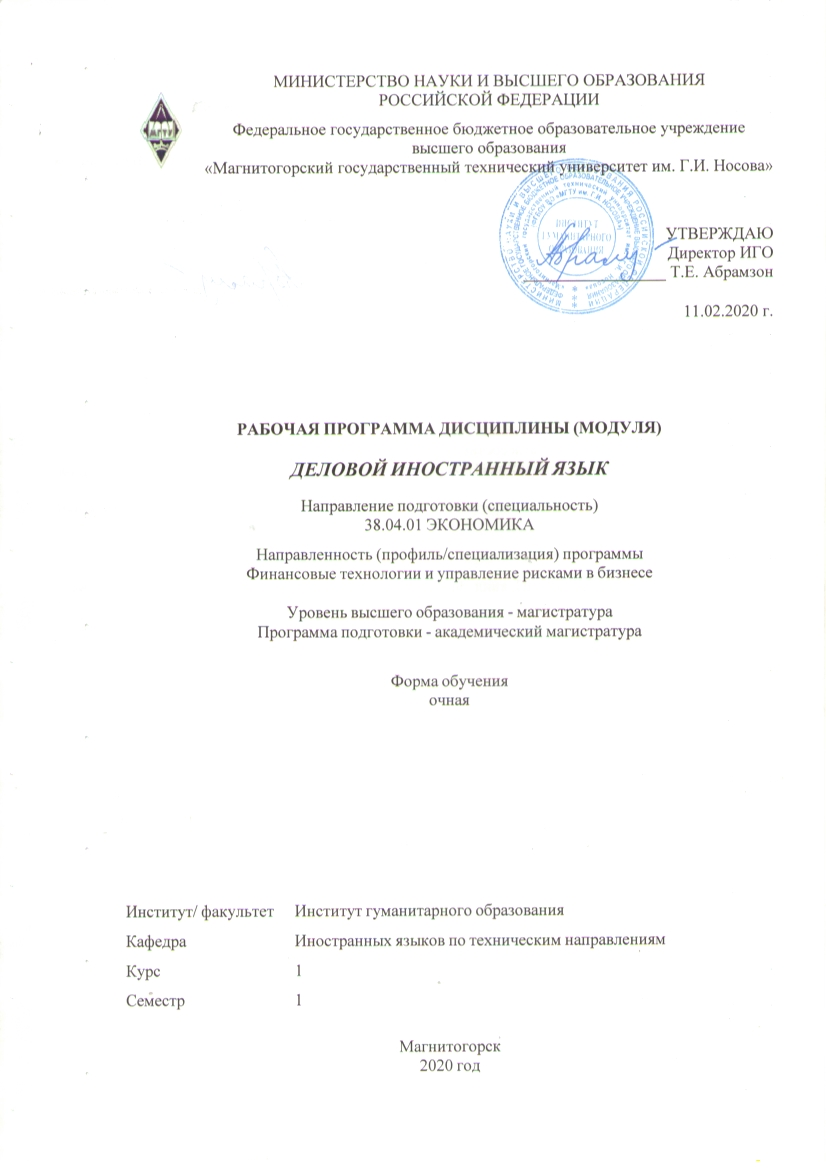 МИНИСТЕРСТВО НАУКИ И ВЫСШЕГО ОБРАЗОВАНИЯ
РОССИЙСКОЙ ФЕДЕРАЦИИ
МГТУ
Федеральное государственное бюджетное образовательное учреждение
высшего образования
«Магнитогорский государственный технический университет им. Г.И. Носова»
УТВЕРЖДАЮ
Директор ИГО
Т.Е. Абрамзон
ИНСТИТУТ
ГУМАНИТАРНОГО
ОБРАЗОВАНИЯ
11.02.2020 г.
РАБОЧАЯ ПРОГРАММА ДИСЦИПЛИНЫ (МОДУЛЯ)
ДЕЛОВОЙ ИНОСТРАННЫЙ ЯЗЫК
Направление подготовки (специальность)
38.04.01 ЭКОНОМИКА
Направленность (профиль/специализация) программы
Финансовые технологии и управление рисками в бизнесе
Уровень высшего образования - магистратура
Программа подготовки - академический магистратура
Форма обучения
очная
Институт/ факультет Институт гуманитарного образования
Кафедра Иностранных языков по техническим направлениям
Курс 1
Семестр 1
Магнитогорск
2020 год